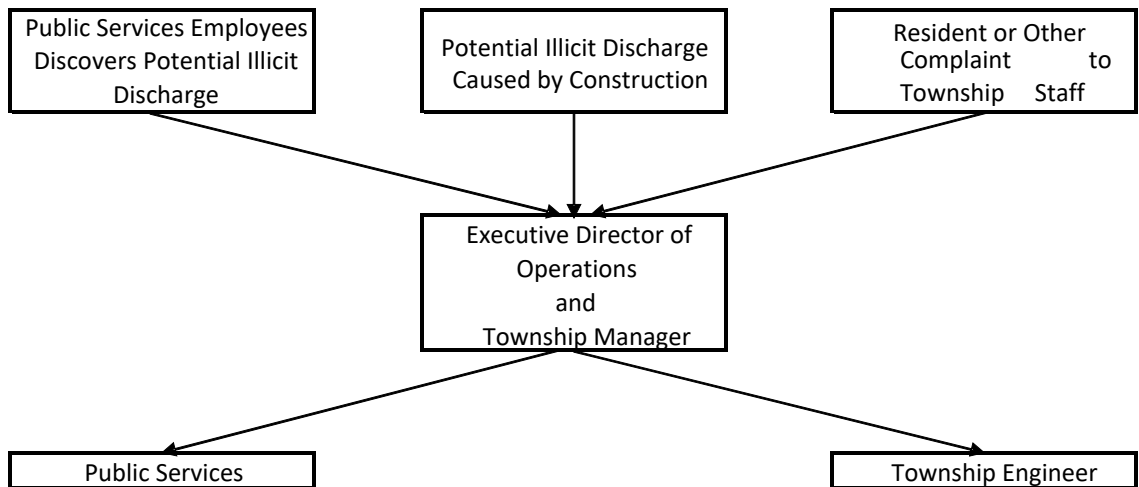 Public Services Employees
Discovers Potential Illicit
Discharge
Potential Illicit Discharge
Caused by Construction
Resident or Other
Complaint to
Township Staff
Executive Director of
Operations
and
Township Manager
Public Services
Township Engineer